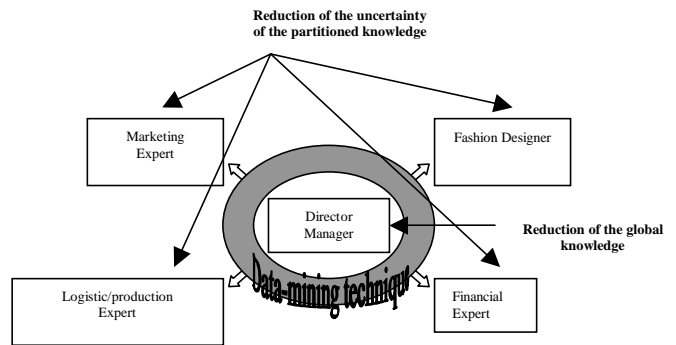 Reduction of the uncertainty
of the partitioned knowledge
Marketing
Expert
Fashion Designer
Director
Manager
Reduction of the global
knowledge
Data-mining technique
Logistic/production
Expert
Financial
Expert